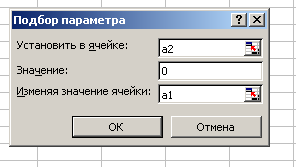 Подбор параметра
Установить в ячейке: a2
Значение: 0
Изменяя значение ячейки: a1
OK Отмена